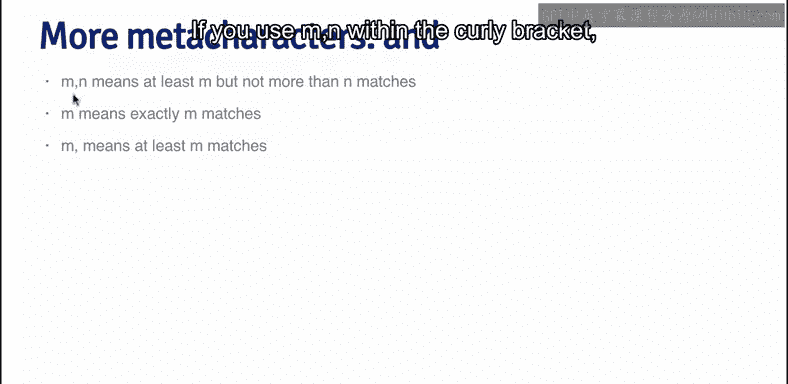 More metacharacters: and
If you use m,n within the curly bracket,
m,n means at least m but not more than n matches
m means exactly m matches
m, means at least m matches